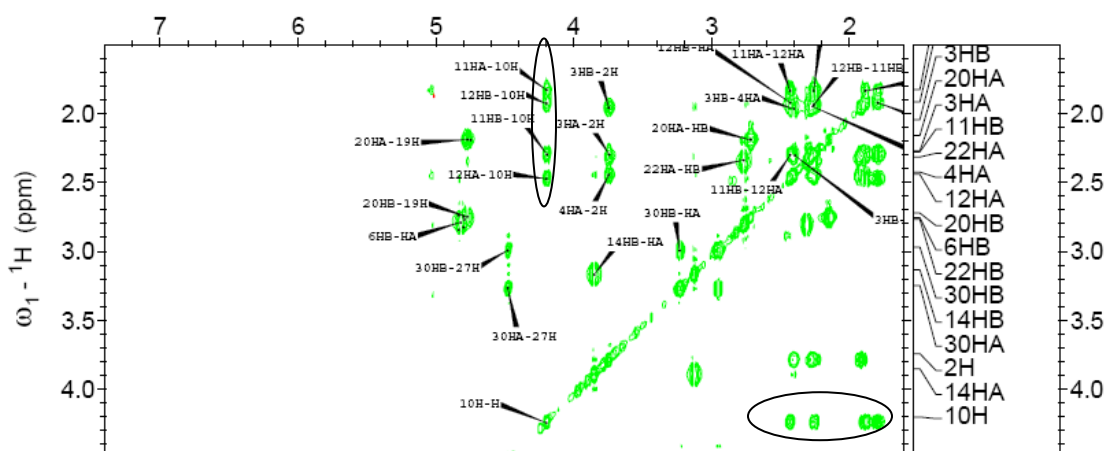 7 6 5 4 3 2
12HB-HA
11HA-12HA
3HB
11HA-10H
3HB-2H
12HB-11HB
20HA
12HB-10H
3HB-4HA
3HA
2.0
2.0
11HB-10H
3HA-2H
20HA-HB
11HB
20HA-19H
22HA
22HA-HB
4HA
12HA-10H
11HB-12HA
2.5
2.5
12HA
20HB-19H
4HA-2H
30HB-HA
3HB-
20HB
6HB-HA
14HB-HA
6HB
3.0
3.0
30HB-27H
22HB
30HB
14HB
3.5
3.5
30HA-27H
30HA
2H
14HA
4.0
4.0
10H-H
10H
ω1 - 1H (ppm)